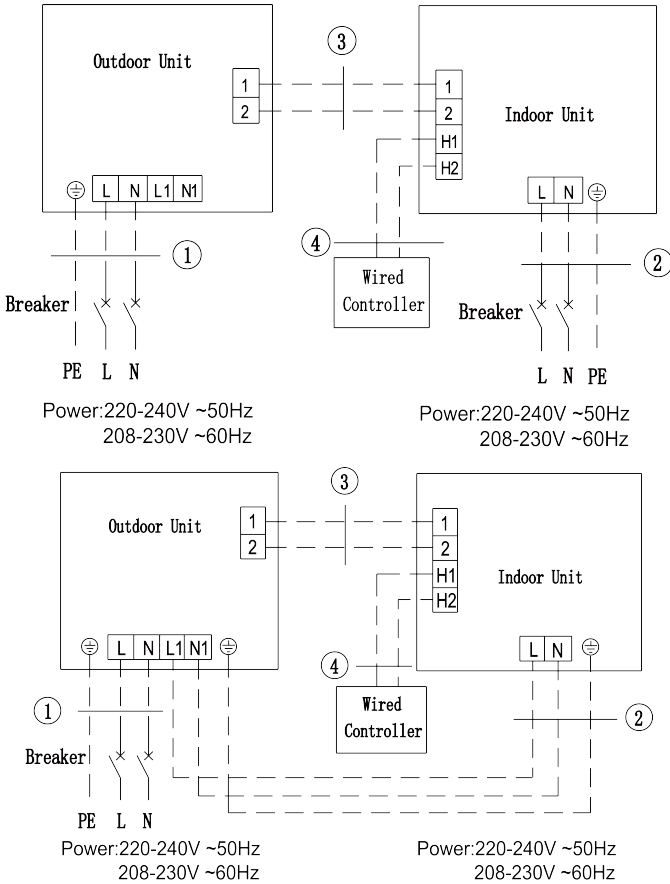 Outdoor Unit
1
2
L N L1 N1
1
Breaker
PE L N
Power:220-240V ~50Hz
208-230V ~60Hz
3
1
2
H1
H2
Indoor Unit
4
Wired
Controller
L N
2
Breaker
L N PE
Power:220-240V ~50Hz
208-230V ~60Hz
Outdoor Unit
1
2
L N L1 N1
1
Breaker
PE L N
Power:220-240V ~50Hz
208-230V ~60Hz
3
1
2
H1
H2
Indoor Unit
4
Wired
Controller
L N
2
Power:220-240V ~50Hz
208-230V ~60Hz